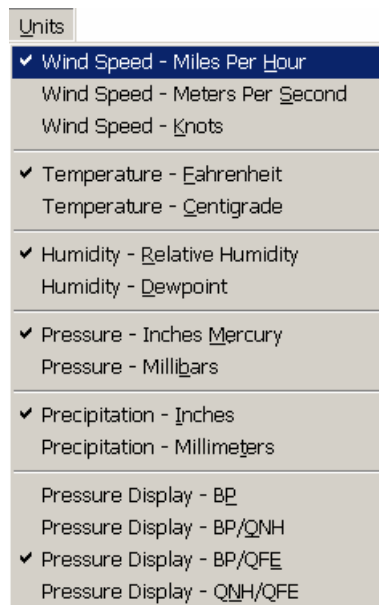 Units
Wind Speed - Miles Per Hour
Wind Speed - Meters Per Second
Wind Speed - Knots
Temperature - Fahrenheit
Temperature - Centigrade
Humidity - Relative Humidity
Humidity - Dewpoint
Pressure - Inches Mercury
Pressure - Millibars
Precipitation - Inches
Precipitation - Millimeters
Pressure Display - BP
Pressure Display - BP/QNH
Pressure Display - BP/QFE
Pressure Display - QNH/QFE